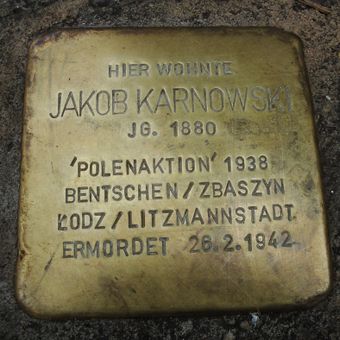 HIER WOHNTE
JAKOB KARNOWSKI
JG. 1880
'POLENAKTION' 1938
BENTSCHEN/ZBASZYN
ŁODZ/LITZMANNSTADT
ERMORDET 26.2.1942